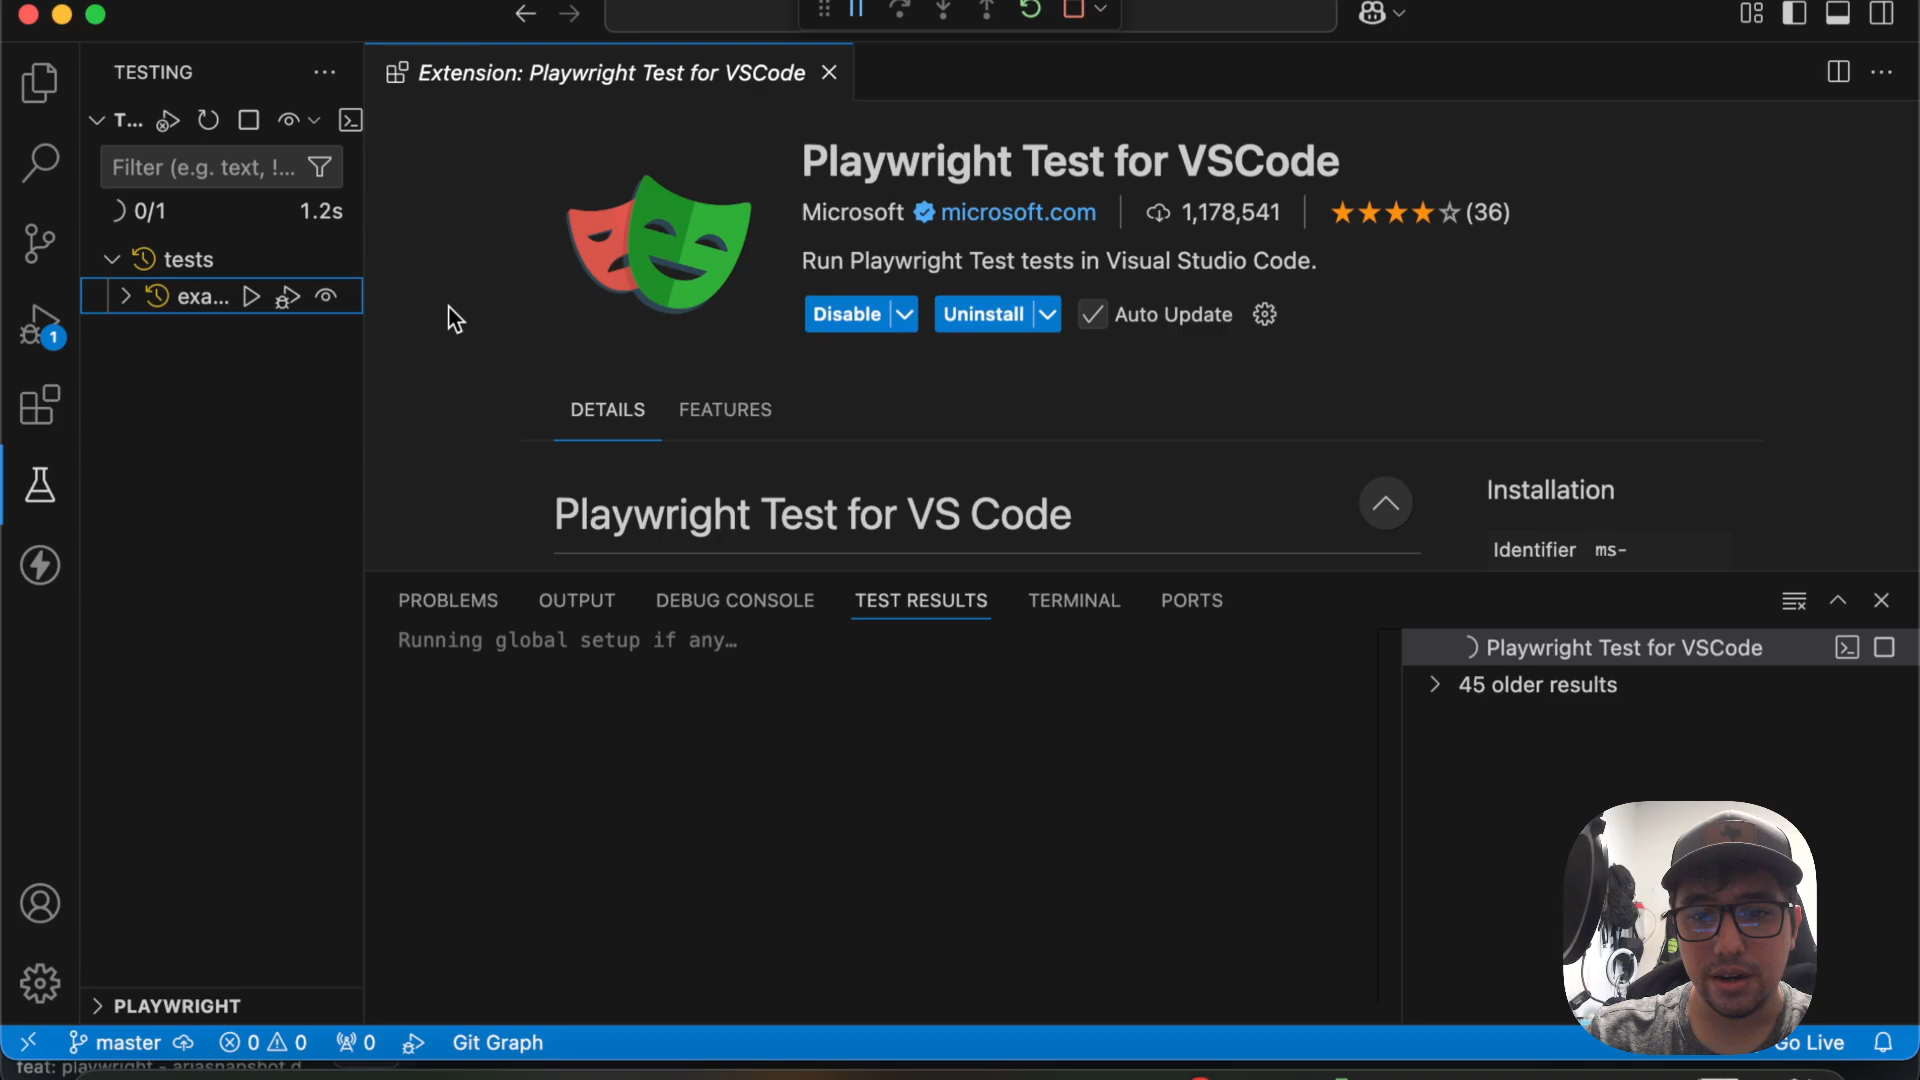 TESTING
Extension: Playwright Test for VSCode
T...
Filter (e.g. text, !...
0/1
1.2s
tests
exa...
1
Playwright Test for VSCode
Microsoft
microsoft.com
1,178,541
(36)
Run Playwright Test tests in Visual Studio Code.
Disable
Uninstall
Auto Update
DETAILS
FEATURES
Playwright Test for VS Code
Installation
Identifier ms-
PROBLEMS
OUTPUT
DEBUG CONSOLE
TEST RESULTS
TERMINAL
PORTS
Running global setup if any…
Playwright Test for VSCode
45 older results
PLAYWRIGHT
master
0
0
0
Git Graph
Go Live
feat: playwright - ariasnapshot d